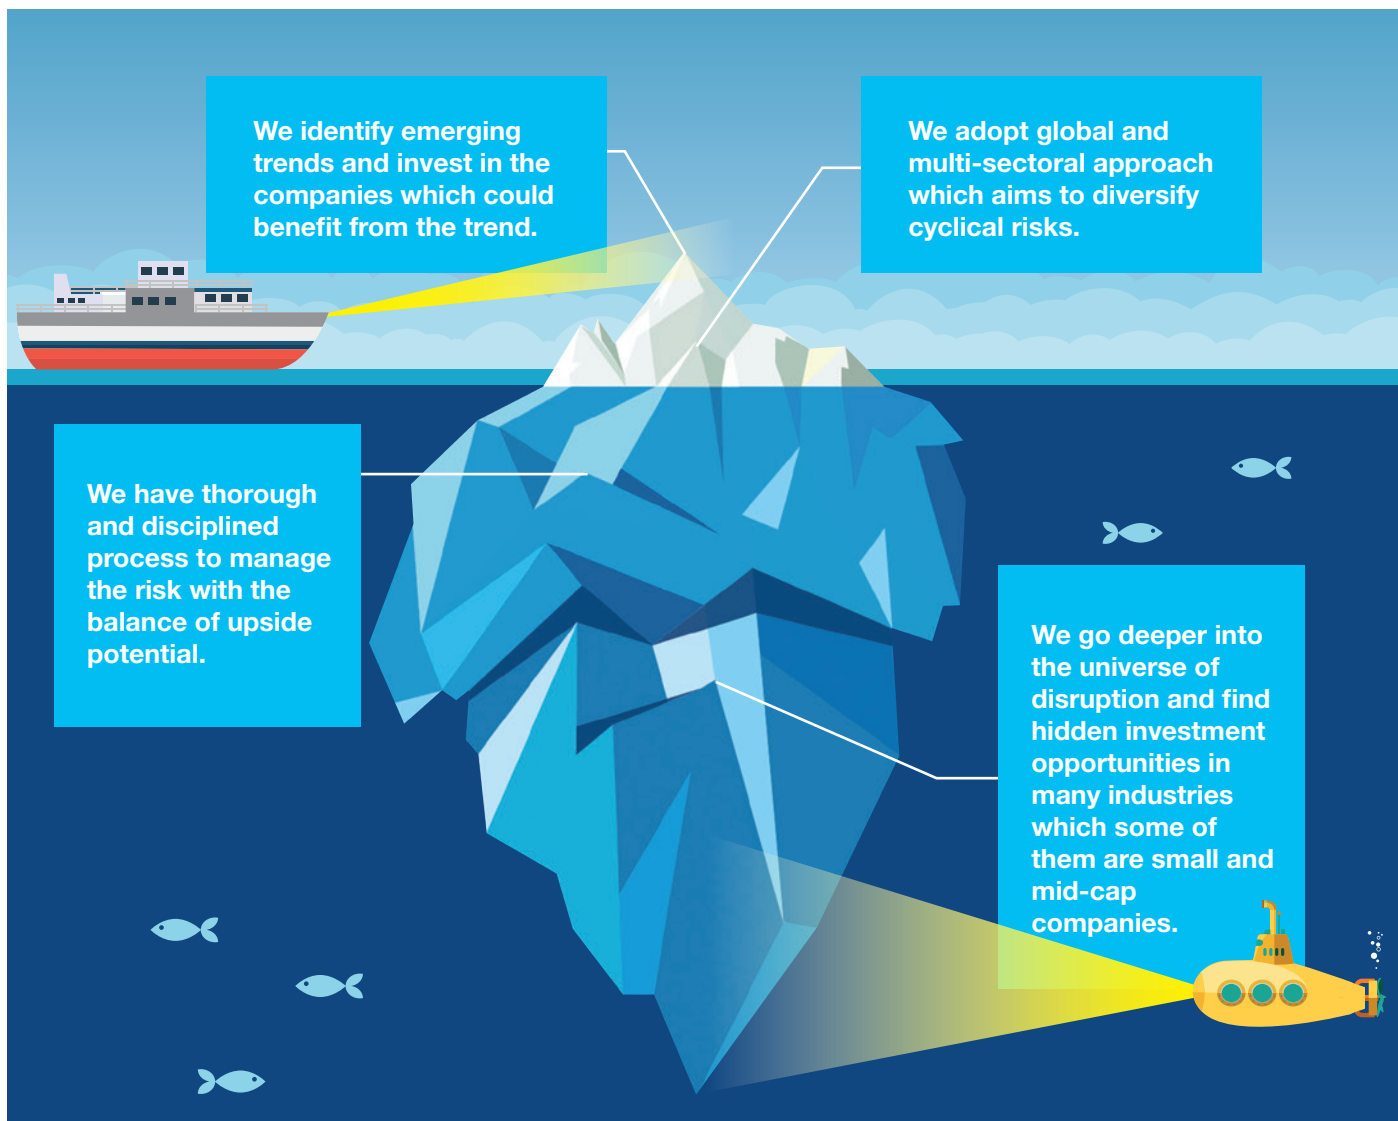 We identify emerging
trends and invest in the
companies which could
benefit from the trend.
We adopt global and
multi-sectoral approach
which aims to diversify
cyclical risks.
We have thorough
and disciplined
process to manage
the risk with the
balance of upside
potential.
We go deeper into
the universe of
disruption and find
hidden investment
opportunities in
many industries
which some of
them are small and
mid-cap
companies.